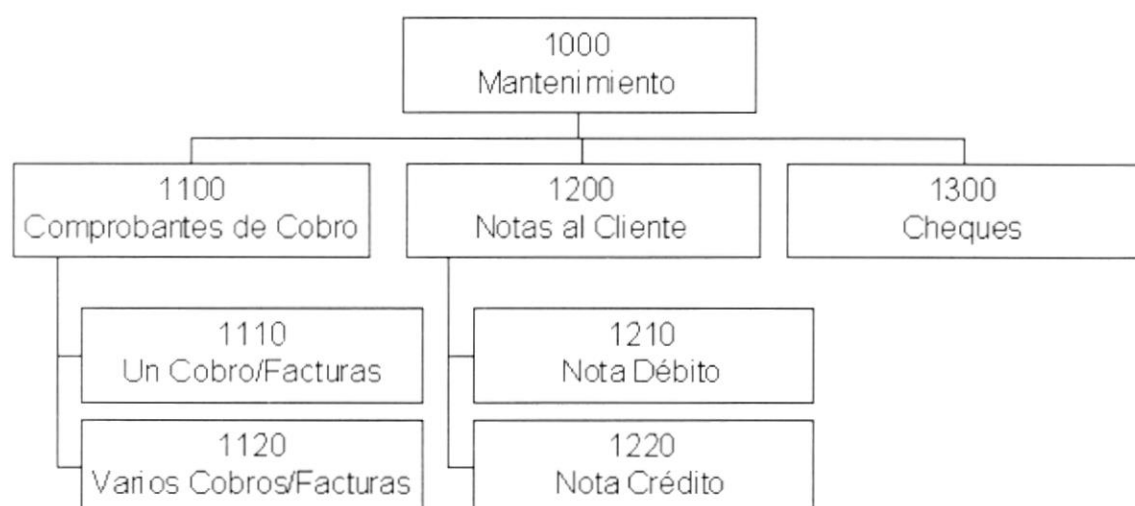 1000
Mantenimiento
1100
Comprobantes de Cobro
1200
Notas al Cliente
1300
Cheques
1110
Un Cobro/Facturas
1210
Nota Débito
1120
Varios Cobros/Facturas
1220
Nota Crédito